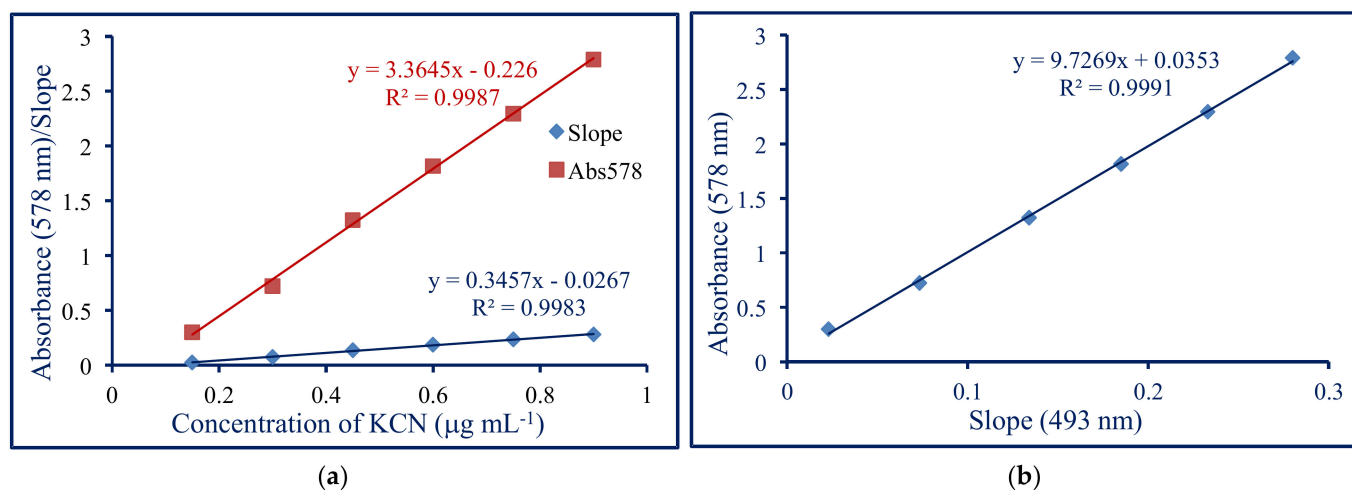 3
2.5
2
1.5
1
0.5
0
Absorbance (578 nm)/Slope
y = 3.3645x - 0.226
R² = 0.9987
Slope
Abs578
y = 0.3457x - 0.0267
R² = 0.9983
0 0.2 0.4 0.6 0.8 1
Concentration of KCN (µg mL⁻¹)
(a)
3
2.5
2
1.5
1
0.5
0
Absorbance (578 nm)
y = 9.7269x + 0.0353
R² = 0.9991
0 0.1 0.2 0.3
Slope (493 nm)
(b)